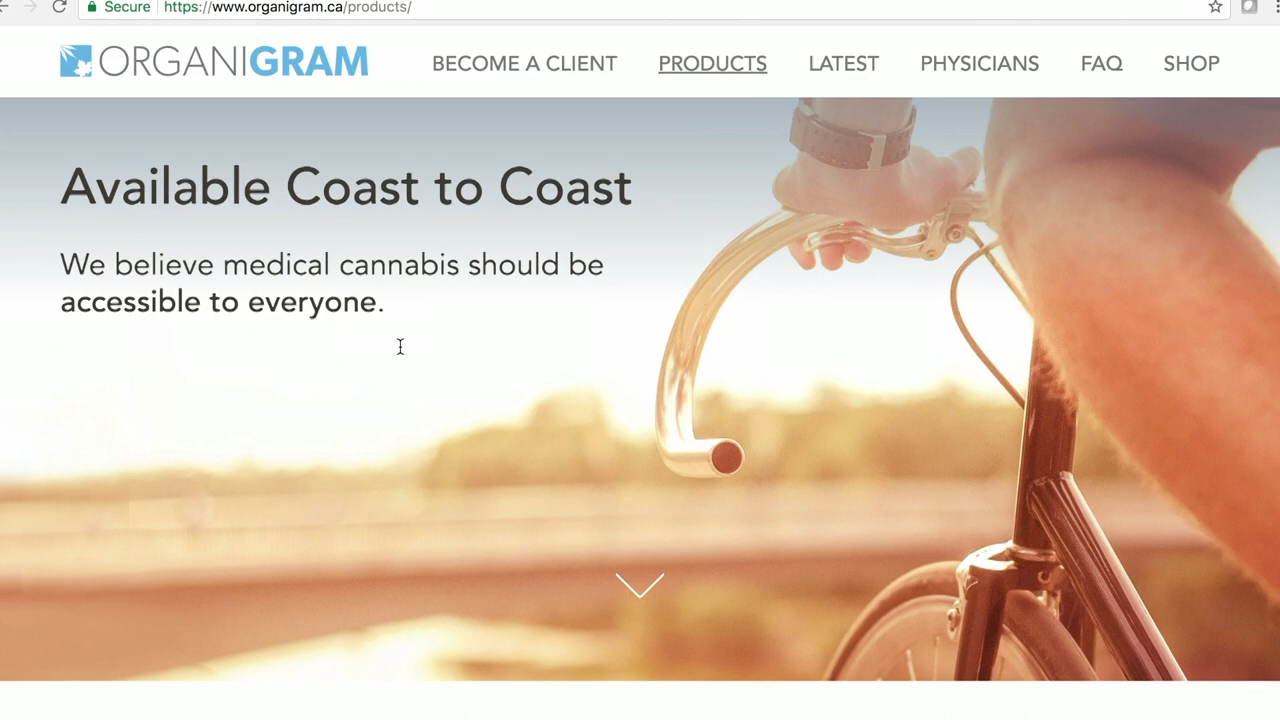 Secure https://www.organigram.ca/products/
ORGANIGRAM BECOME A CLIENT PRODUCTS LATEST PHYSICIANS FAQ SHOP
Available Coast to Coast
We believe medical cannabis should be
accessible to everyone.